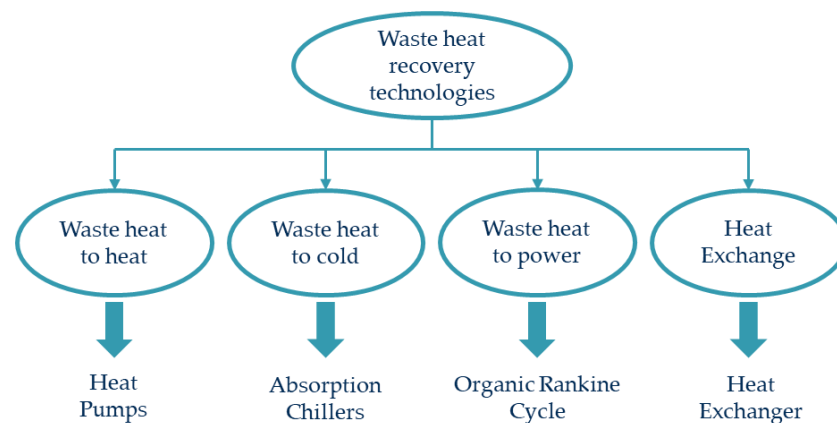 Waste heat
recovery
technologies
Waste heat
to heat
Waste heat
to cold
Waste heat
to power
Heat
Exchange
Heat
Pumps
Absorption
Chillers
Organic Rankine
Cycle
Heat
Exchanger